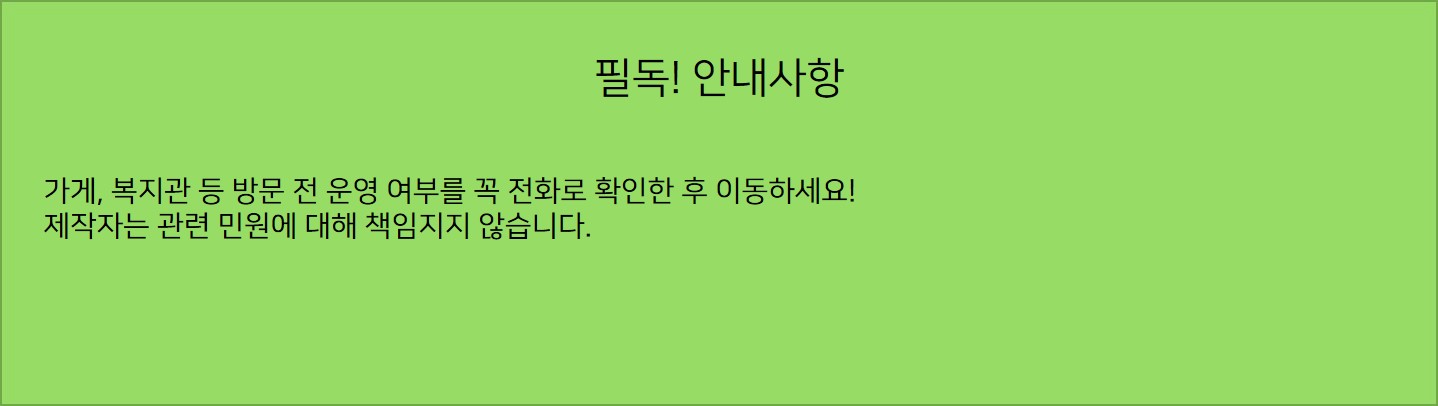 필독! 안내사항
가게, 복지관 등 방문 전 운영 여부를 꼭 전화로 확인한 후 이동하세요!
제작자는 관련 민원에 대해 책임지지 않습니다.